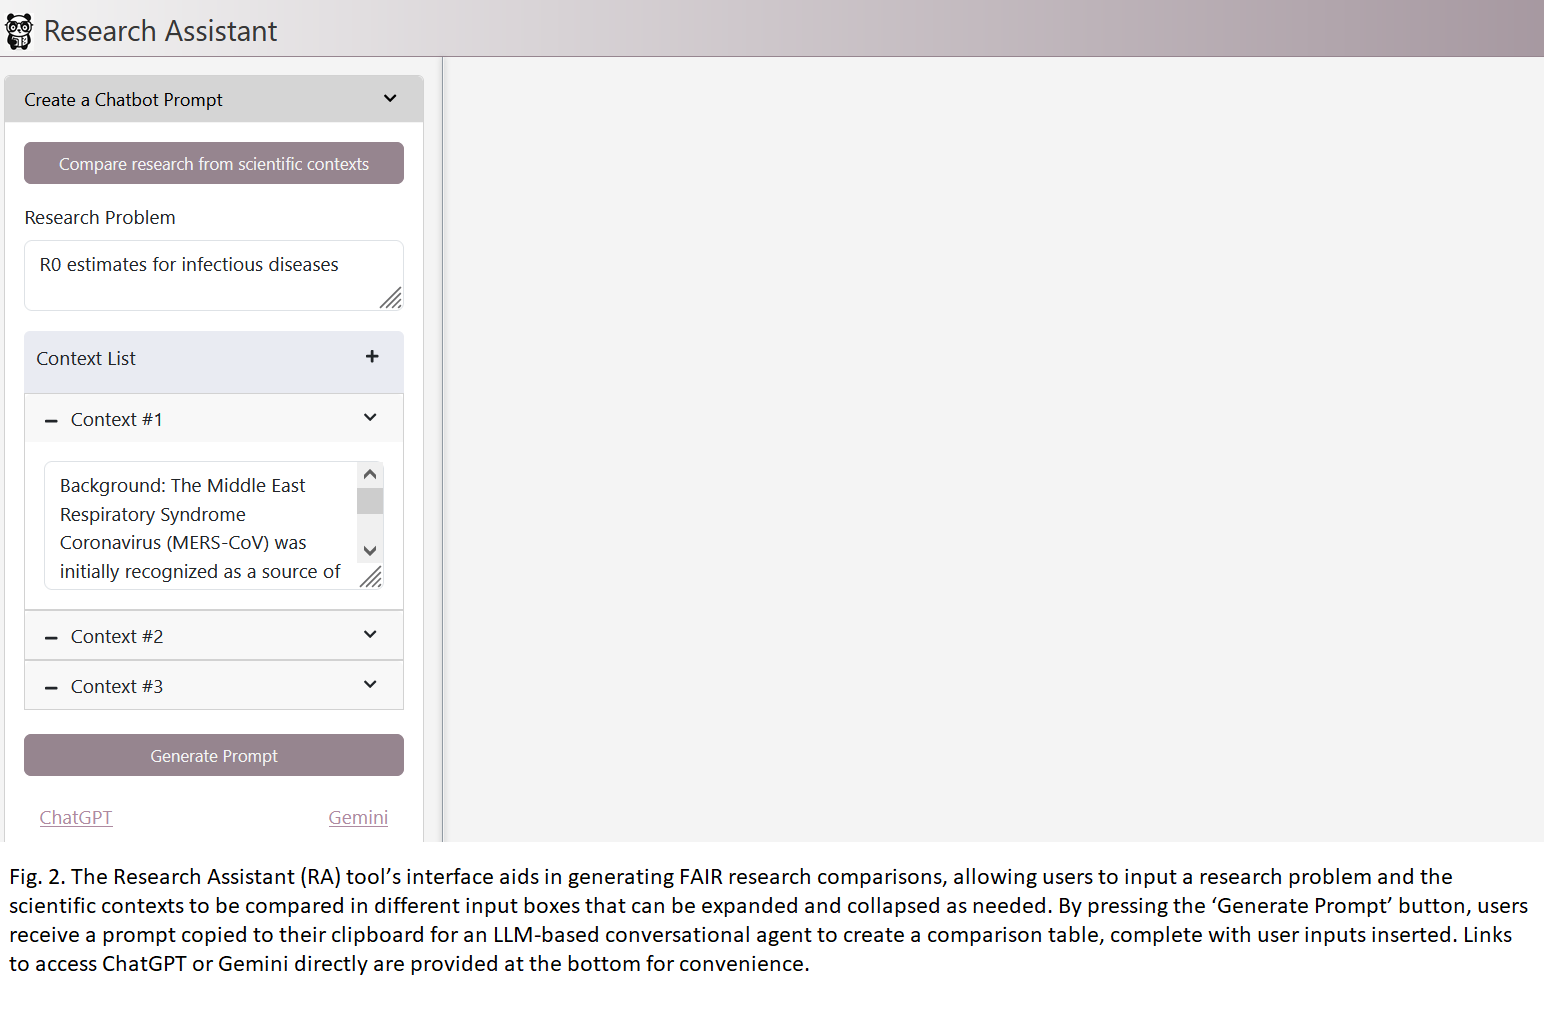 Research Assistant
Create a Chatbot Prompt
Compare research from scientific contexts
Research Problem
R0 estimates for infectious diseases
Context List
Context #1
Background: The Middle East
Respiratory Syndrome
Coronavirus (MERS-CoV) was
initially recognized as a source of
Context #2
Context #3
Generate Prompt
ChatGPT
Gemini
Fig. 2. The Research Assistant (RA) tool’s interface aids in generating FAIR research comparisons, allowing users to input a research problem and the
scientific contexts to be compared in different input boxes that can be expanded and collapsed as needed. By pressing the ‘Generate Prompt’ button, users
receive a prompt copied to their clipboard for an LLM-based conversational agent to create a comparison table, complete with user inputs inserted. Links
to access ChatGPT or Gemini directly are provided at the bottom for convenience.